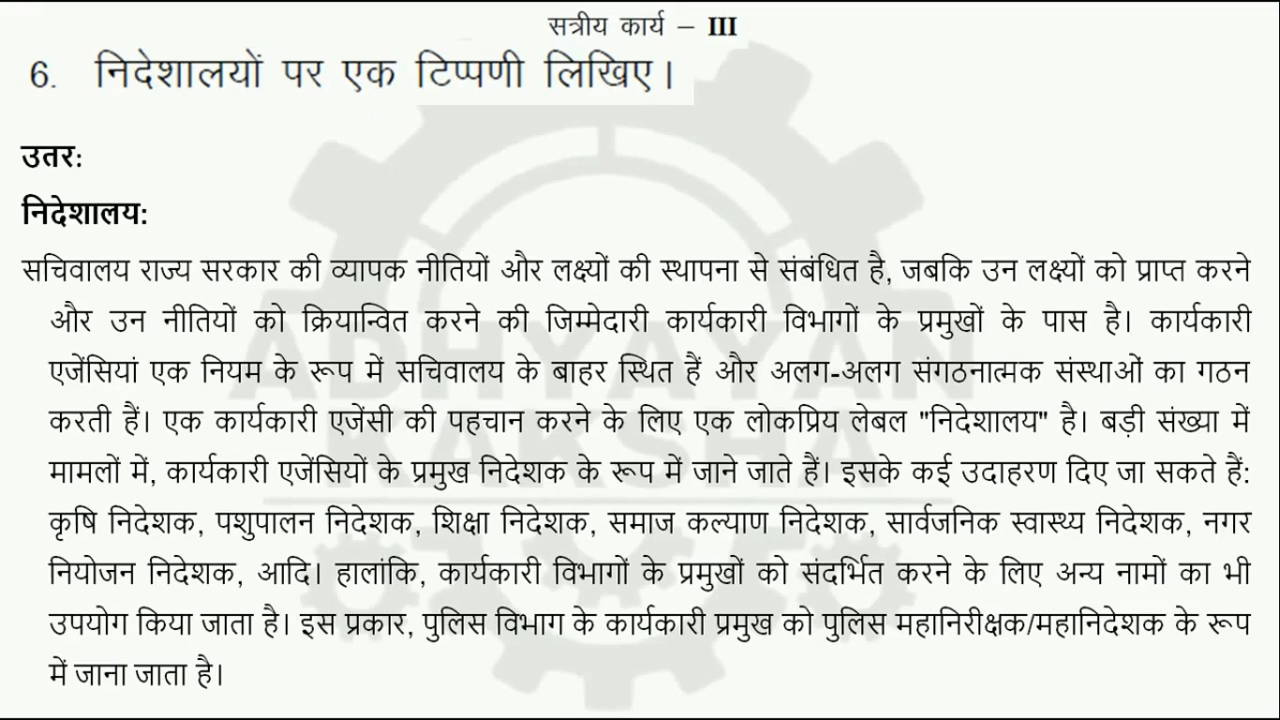 सत्रीय कार्य – III
6. निदेशालयों पर एक टिप्पणी लिखिए।
उतर:
निदेशालय:
सचिवालय राज्य सरकार की व्यापक नीतियों और लक्ष्यों की स्थापना से संबंधित है, जबकि उन लक्ष्यों को प्राप्त करने
और उन नीतियों को क्रियान्वित करने की जिम्मेदारी कार्यकारी विभागों के प्रमुखों के पास है। कार्यकारी
एजेंसियां एक नियम के रूप में सचिवालय के बाहर स्थित हैं और अलग-अलग संगठनात्मक संस्थाओं का गठन
करती हैं। एक कार्यकारी एजेंसी की पहचान करने के लिए एक लोकप्रिय लेबल "निदेशालय" है। बड़ी संख्या में
मामलों में, कार्यकारी एजेंसियों के प्रमुख निदेशक के रूप में जाने जाते हैं। इसके कई उदाहरण दिए जा सकते हैं:
कृषि निदेशक, पशुपालन निदेशक, शिक्षा निदेशक, समाज कल्याण निदेशक, सार्वजनिक स्वास्थ्य निदेशक, नगर
नियोजन निदेशक, आदि। हालांकि, कार्यकारी विभागों के प्रमुखों को संदर्भित करने के लिए अन्य नामों का भी
उपयोग किया जाता है। इस प्रकार, पुलिस विभाग के कार्यकारी प्रमुख को पुलिस महानिरीक्षक/महानिदेशक के रूप
में जाना जाता है।
ADHYAYAN
KAKSHA